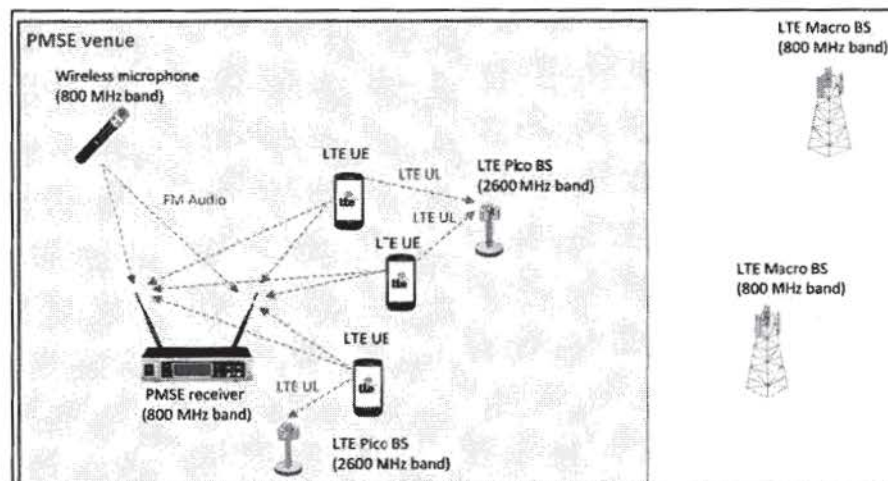 PMSE venue
Wireless microphone
(800 MHz band)
FM Audio
LTE UE
LTE UL
LTE Pico BS
(2600 MHz band)
LTE UL
LTE UE
LTE UE
PMSE receiver
(800 MHz band)
LTE UL
LTE Pico BS
(2600 MHz band)
LTE Macro BS
(800 MHz band)
LTE Macro BS
(800 MHz band)